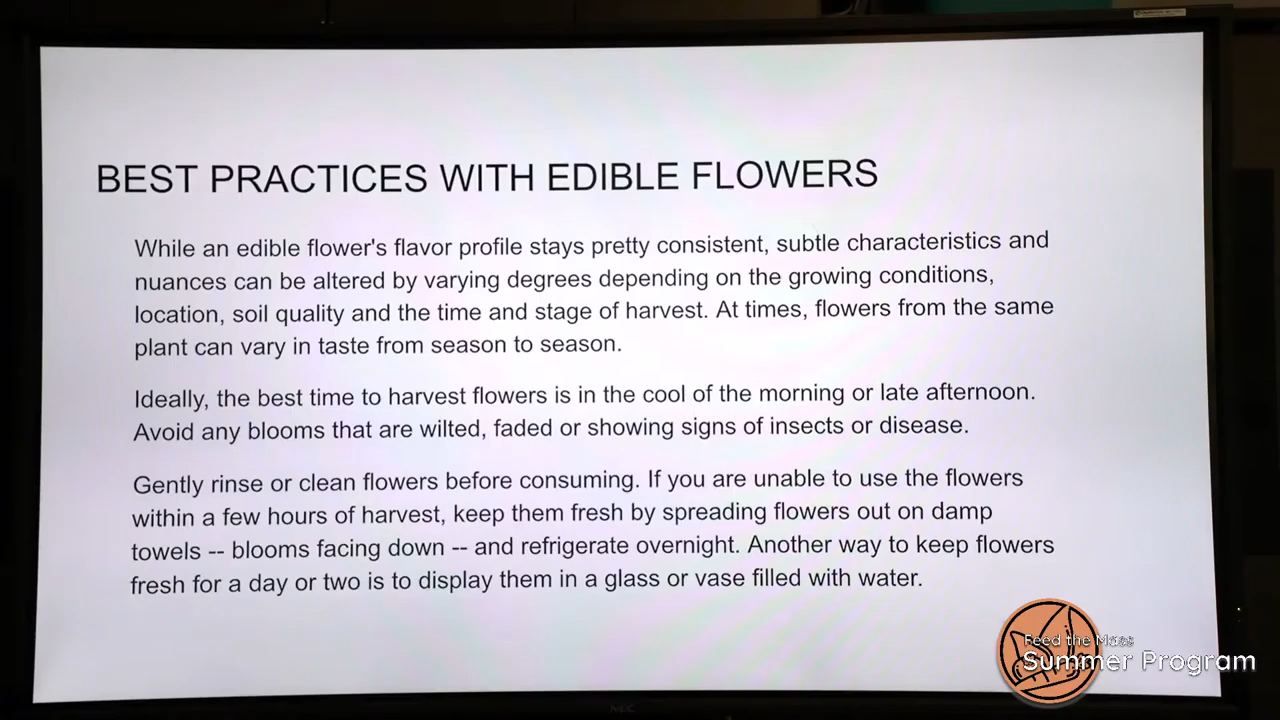 BEST PRACTICES WITH EDIBLE FLOWERS
While an edible flower's flavor profile stays pretty consistent, subtle characteristics and
nuances can be altered by varying degrees depending on the growing conditions,
location, soil quality and the time and stage of harvest. At times, flowers from the same
plant can vary in taste from season to season.
Ideally, the best time to harvest flowers is in the cool of the morning or late afternoon.
Avoid any blooms that are wilted, faded or showing signs of insects or disease.
Gently rinse or clean flowers before consuming. If you are unable to use the flowers
within a few hours of harvest, keep them fresh by spreading flowers out on damp
towels -- blooms facing down -- and refrigerate overnight. Another way to keep flowers
fresh for a day or two is to display them in a glass or vase filled with water.
Feed the Mass
Summer Program
NEC